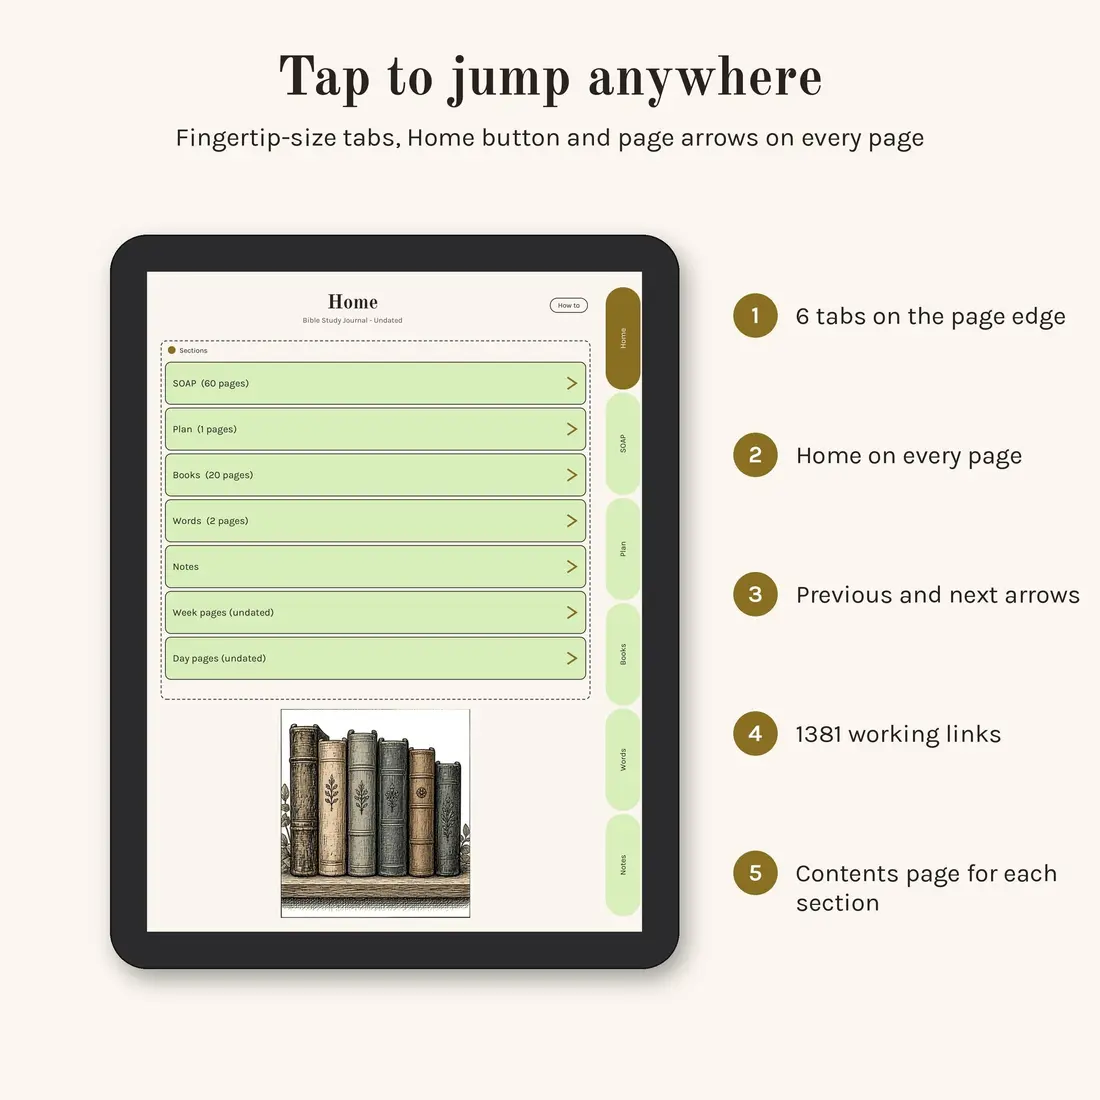 Tap to jump anywhere
Fingertip-size tabs, Home button and page arrows on every page
Home
Bible Study Journal - Undated
How to
Sections
SOAP (60 pages)
Plan (1 pages)
Books (20 pages)
Words (2 pages)
Notes
Week pages (undated)
Day pages (undated)
Home
SOAP
Plan
Books
Words
Notes
1 6 tabs on the page edge
2 Home on every page
3 Previous and next arrows
4 1381 working links
5 Contents page for each
section